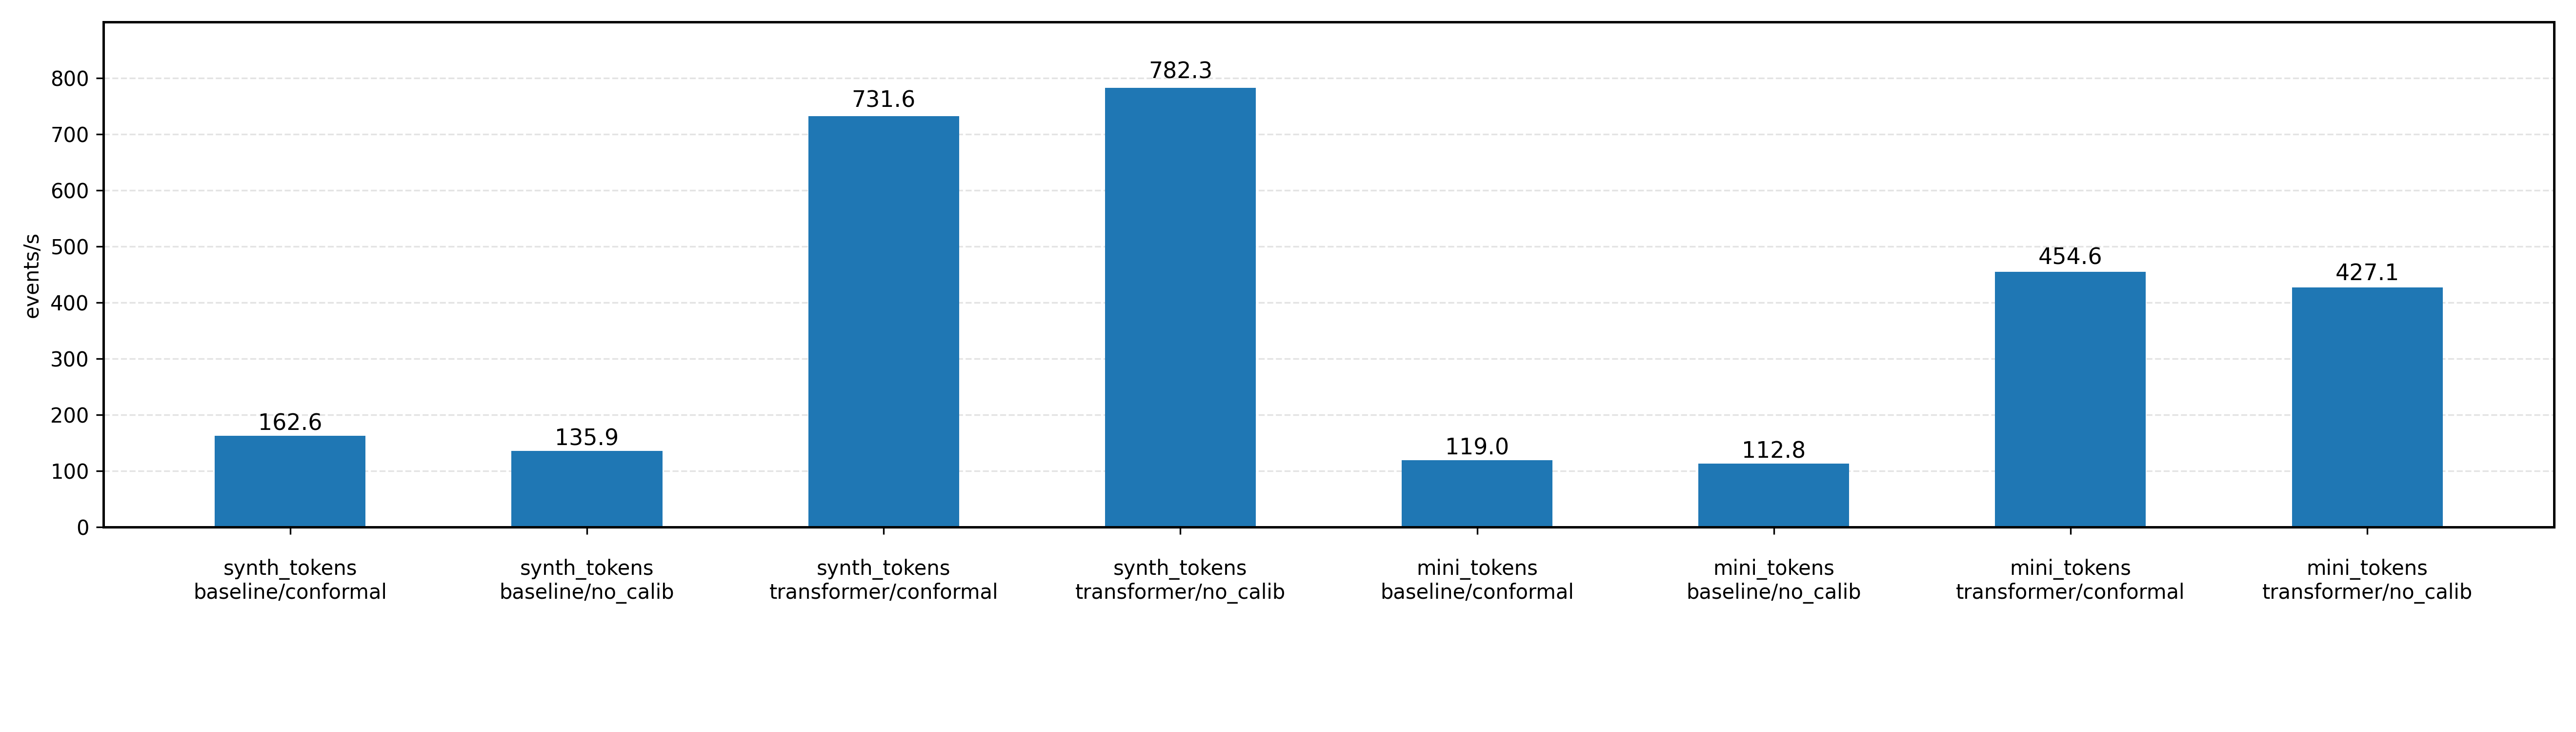 events/s
800
700
600
500
400
300
200
100
0
162.6
135.9
731.6
782.3
119.0
112.8
454.6
427.1
synth_tokens
baseline/conformal
synth_tokens
baseline/no_calib
synth_tokens
transformer/conformal
synth_tokens
transformer/no_calib
mini_tokens
baseline/conformal
mini_tokens
baseline/no_calib
mini_tokens
transformer/conformal
mini_tokens
transformer/no_calib